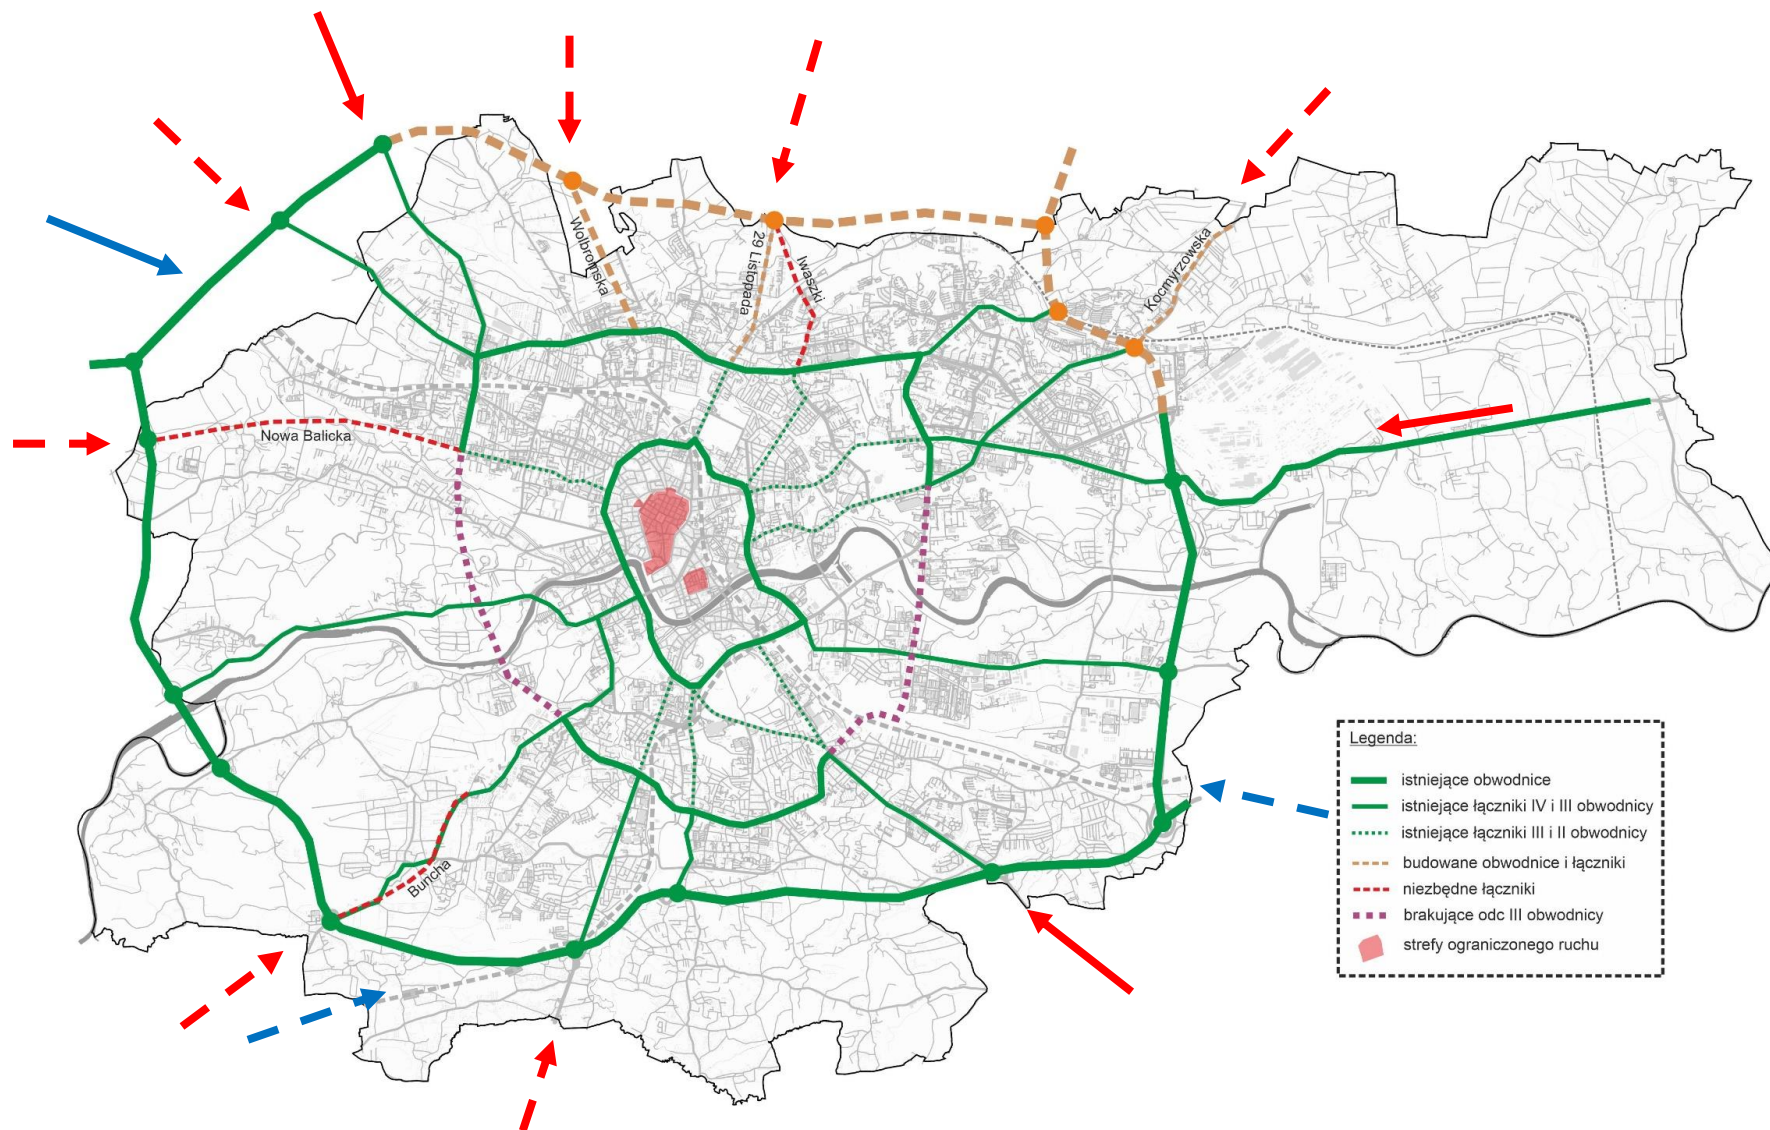 Wolbromska
29 Listopada
Iwaszki
Kocmyrzowska
Nowa Balicka
Buncha
Legenda:
istniejące obwodnice
istniejące łączniki IV i III obwodnicy
istniejące łączniki III i II obwodnicy
budowane obwodnice i łączniki
niezbędne łączniki
brakujące odc III obwodnicy
strefy ograniczonego ruchu